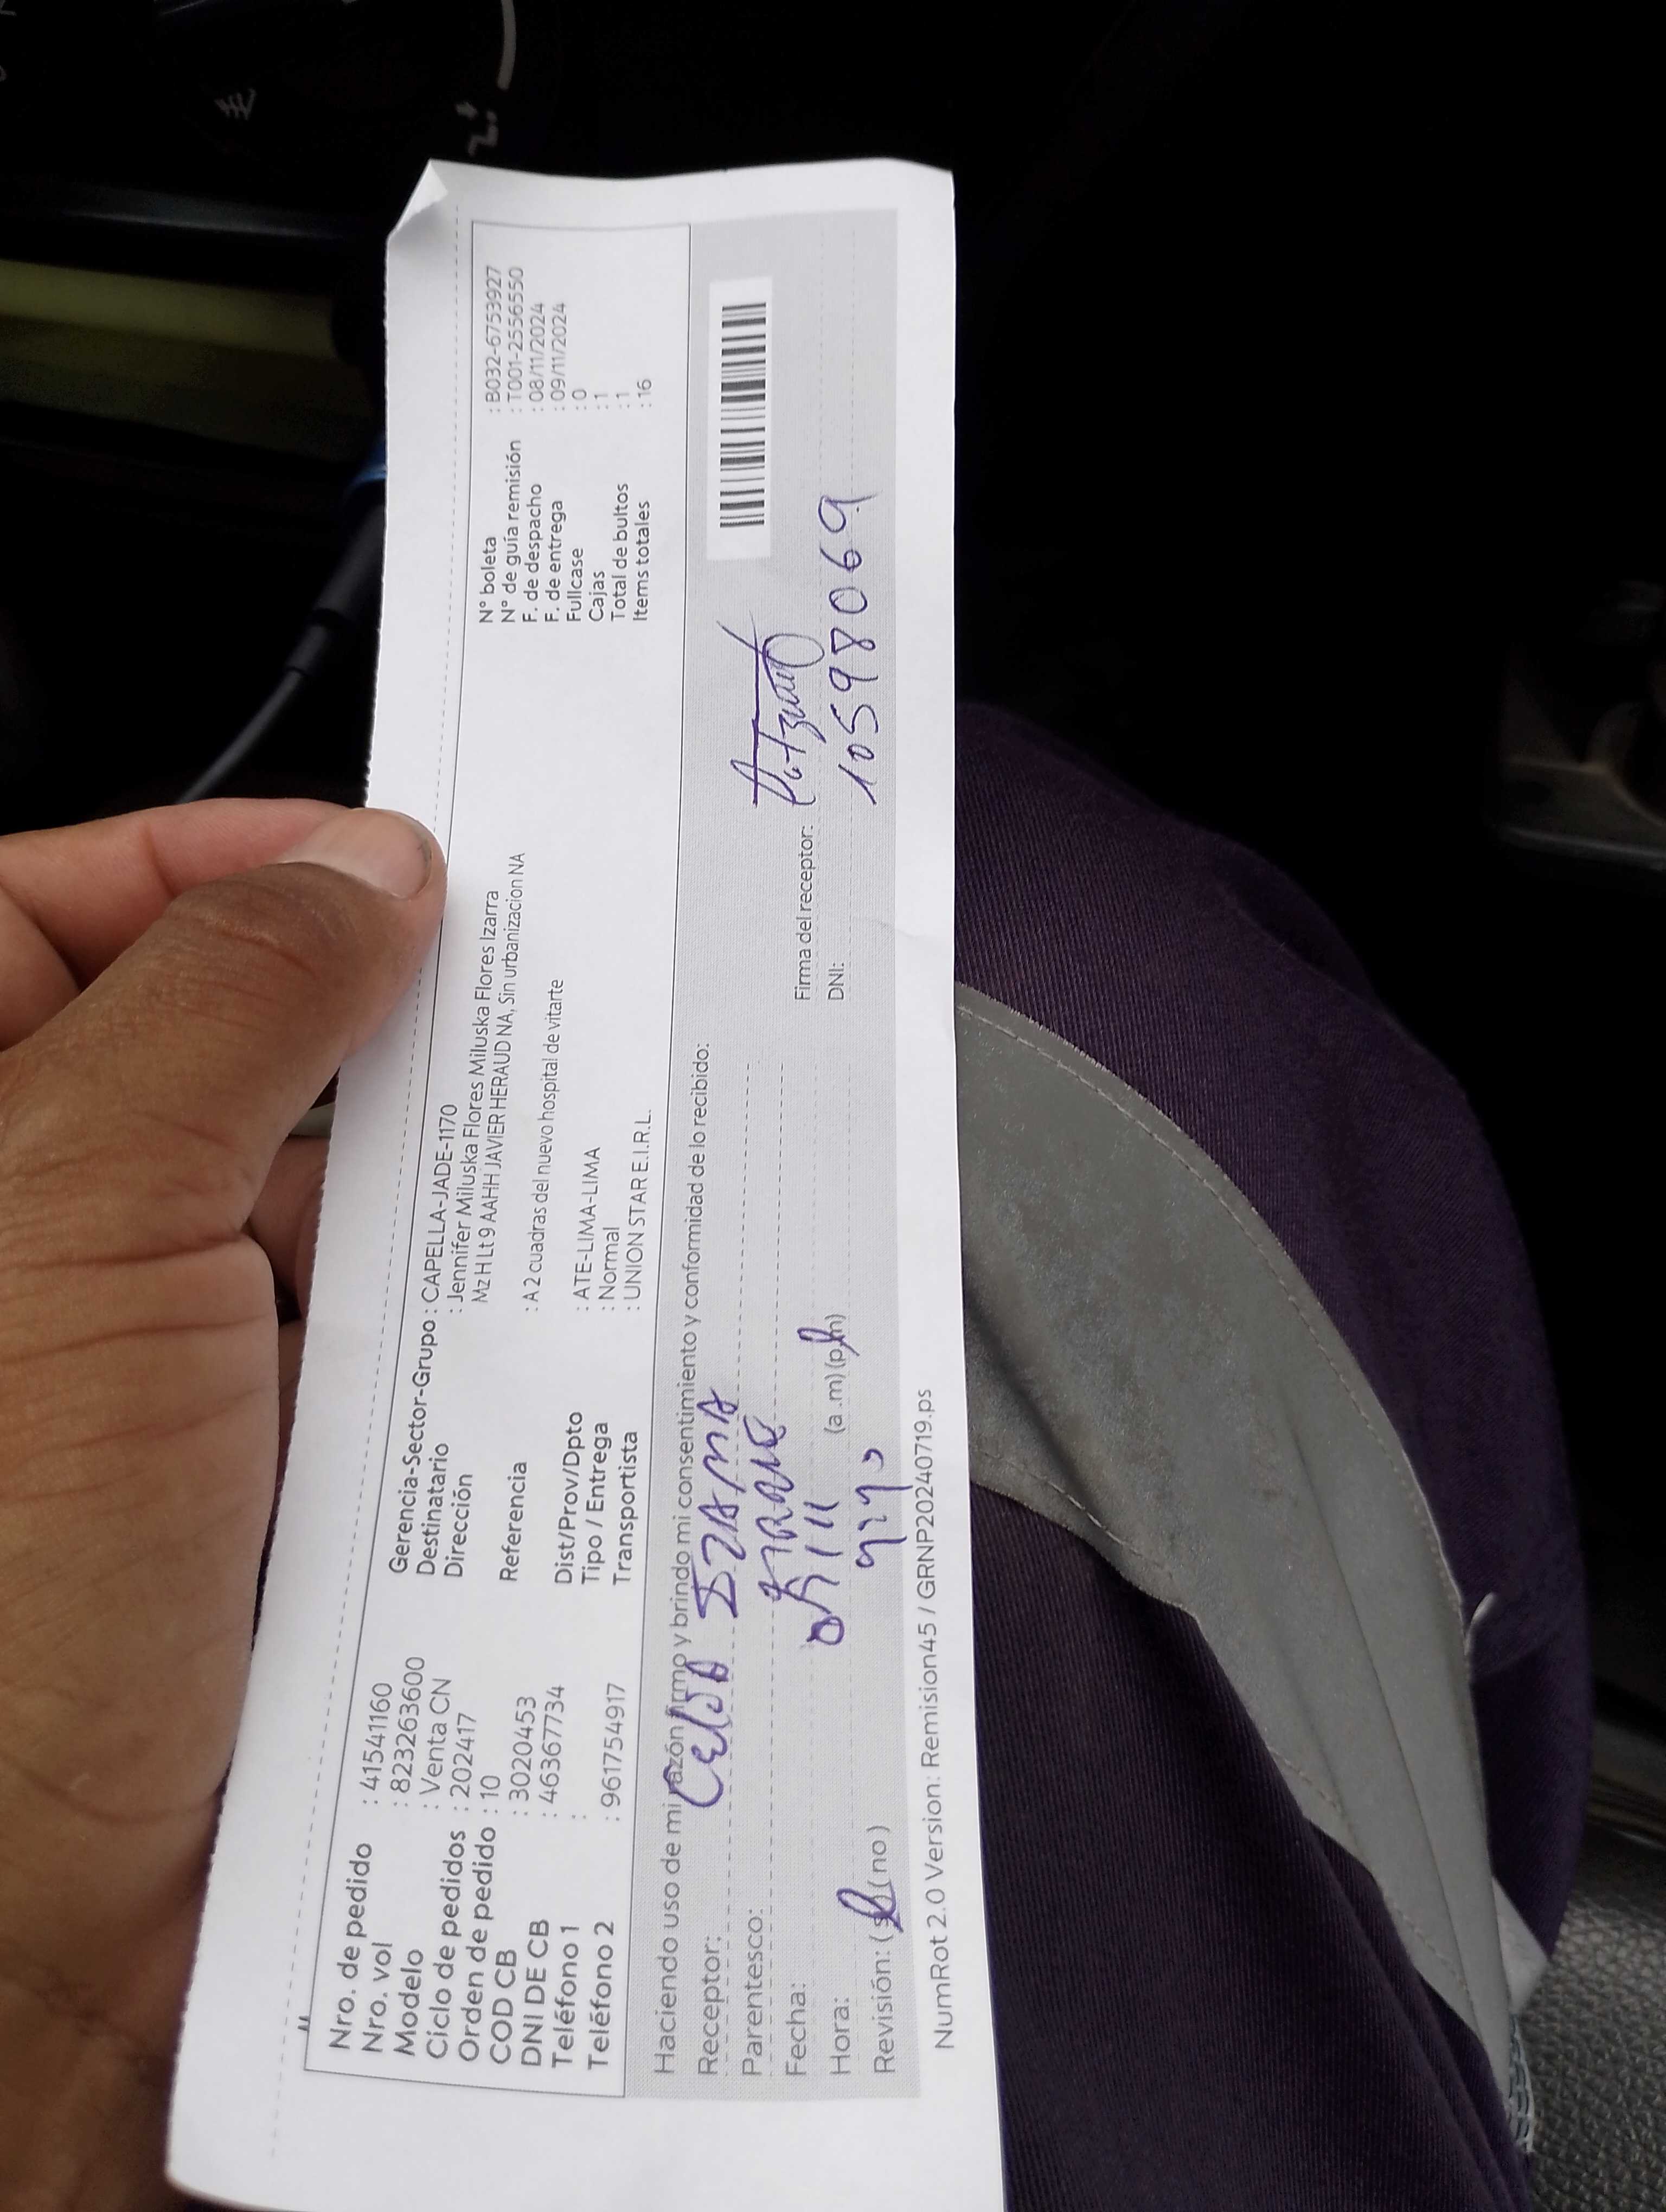 Nro. de pedido : 41541160
Nro. vol : 823263600
Modelo : Venta CN
Ciclo de pedidos : 202417
Orden de pedido : 10
COD CB : 3020453
DNI DE CB : 46367734
Teléfono 1 :
Teléfono 2 : 961754917
Gerencia-Sector-Grupo : CAPELLA-JADE-1170
Destinatario : Jennifer Miluska Flores Miluska Flores Izarra
Dirección Mz H Lt 9 AAHH JAVIER HERAUD NA, Sin urbanizacion NA
Referencia : A 2 cuadras del nuevo hospital de vitarte
Dist/Prov/Dpto : ATE-LIMA-LIMA
Tipo / Entrega : Normal
Transportista : UNION STAR E.I.R.L.
N° boleta : B032-6753927
N° de guía remisión : T001-2556550
F. de despacho : 08/11/2024
F. de entrega : 09/11/2024
Fullcase : 0
Cajas : 1
Total de bultos : 1
Items totales : 16
Haciendo uso de mi razón firmo y brindo mi consentimiento y conformidad de lo recibido:
Receptor:
Parentesco:
Fecha:
Hora: (a .m) (p.m)
Revisión: (si) (no)
Firma del receptor:
DNI: 10598069
NumRot 2.0 Version: Remision45 / GRNP20240719.ps